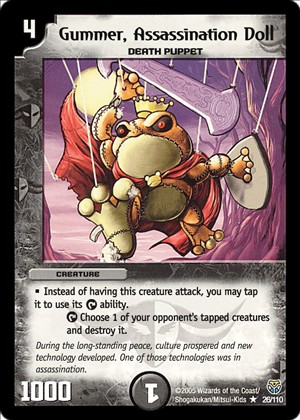 4
Gummer, Assassination Doll
DEATH PUPPET
CREATURE
▪ Instead of having this creature attack, you may tap
it to use its ability.
Choose 1 of your opponent's tapped creatures
and destroy it.
During the long-standing peace, culture prospered and new
technology developed. One of those technologies was in
assassination.
1000
1
©2005 Wizards of the Coast/
Shogakukan/Mitsui-Kids ★ 26/110